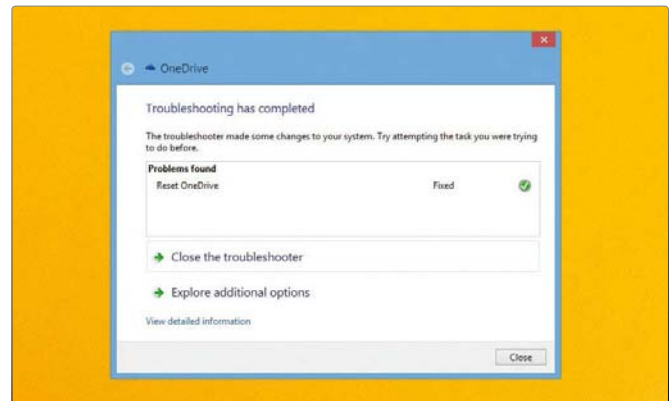 OneDrive
Troubleshooting has completed
The troubleshooter made some changes to your system. Try attempting the task you were trying
to do before.
Problems found
Reset OneDrive Fixed
Close the troubleshooter
Explore additional options
View detailed information
Close